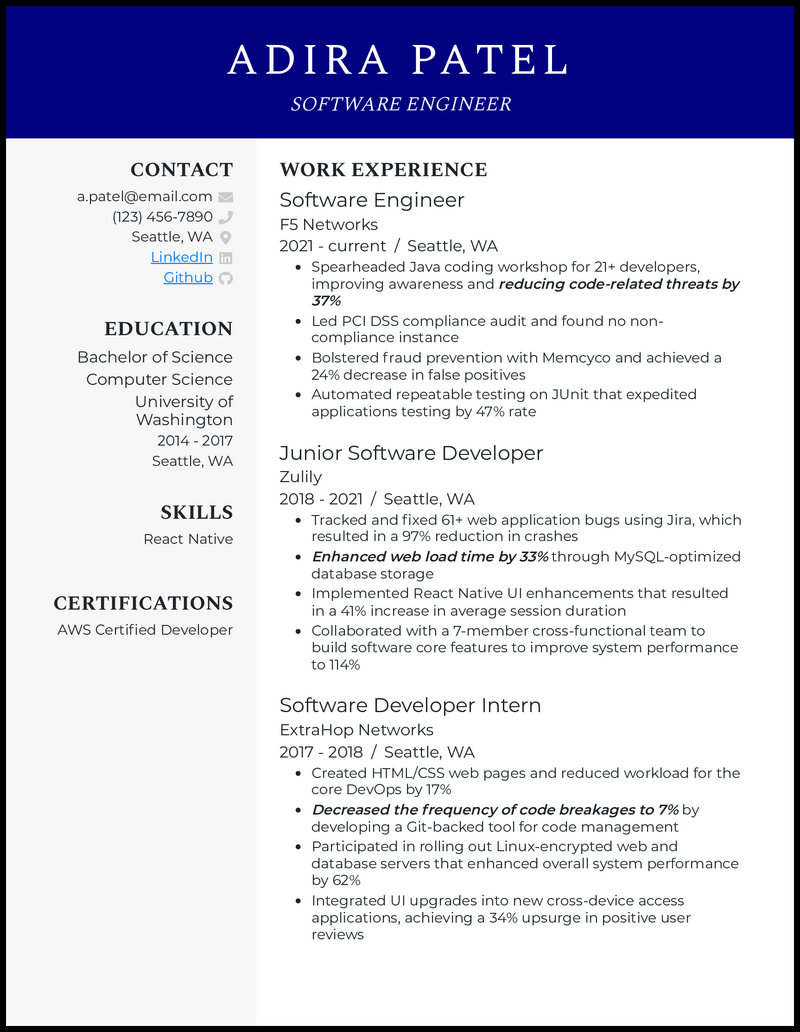 ADIRA PATEL
SOFTWARE ENGINEER
CONTACT
a.patel@email.com
(123) 456-7890
Seattle, WA
LinkedIn
Github
EDUCATION
Bachelor of Science
Computer Science
University of
Washington
2014 - 2017
Seattle, WA
SKILLS
React Native
CERTIFICATIONS
AWS Certified Developer
WORK EXPERIENCE
Software Engineer
F5 Networks
2021 - current / Seattle, WA
• Spearheaded Java coding workshop for 21+ developers,
improving awareness and reducing code-related threats by
37%
• Led PCI DSS compliance audit and found no non-
compliance instance
• Bolstered fraud prevention with Memcyco and achieved a
24% decrease in false positives
• Automated repeatable testing on JUnit that expedited
applications testing by 47% rate
Junior Software Developer
Zulily
2018 - 2021 / Seattle, WA
• Tracked and fixed 61+ web application bugs using Jira, which
resulted in a 97% reduction in crashes
• Enhanced web load time by 33% through MySQL-optimized
database storage
• Implemented React Native UI enhancements that resulted
in a 41% increase in average session duration
• Collaborated with a 7-member cross-functional team to
build software core features to improve system performance
to 114%
Software Developer Intern
ExtraHop Networks
2017 - 2018 / Seattle, WA
• Created HTML/CSS web pages and reduced workload for the
core DevOps by 17%
• Decreased the frequency of code breakages to 7% by
developing a Git-backed tool for code management
• Participated in rolling out Linux-encrypted web and
database servers that enhanced overall system performance
by 62%
• Integrated UI upgrades into new cross-device access
applications, achieving a 34% upsurge in positive user
reviews